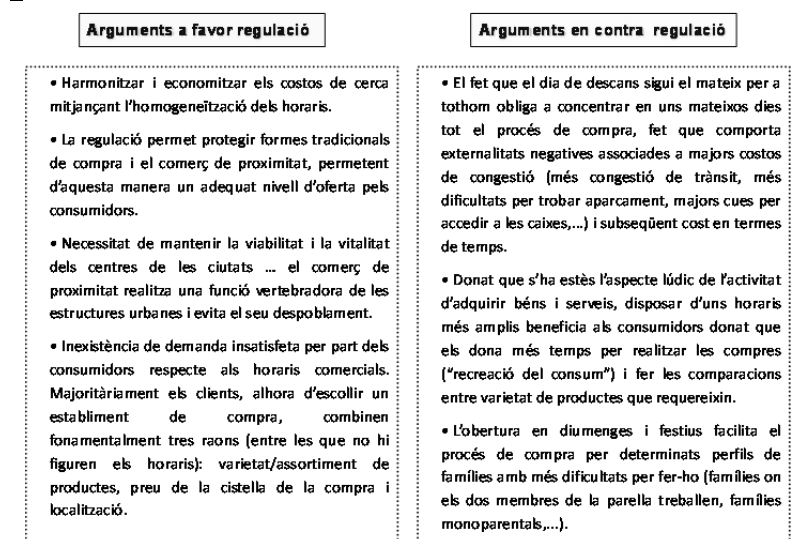 Arguments a favor regulació
• Harmonitzar i economitzar els costos de cerca
mitjançant l'homogeneïtzació dels horaris.
• La regulació permet protegir formes tradicionals
de compra i el comerç de proximitat, permetent
d'aquesta manera un adequat nivell d'oferta pels
consumidors.
• Necessitat de mantenir la viabilitat i la vitalitat
dels centres de les ciutats ... el comerç de
proximitat realitza una funció vertebradora de les
estructures urbanes i evita el seu despoblament.
• Inexistència de demanda insatisfeta per part dels
consumidors respecte als horaris comercials.
Majoritàriament els clients, alhora d'escollir un
establiment de compra, combinen
fonamentalment tres raons (entre les que no hi
figuren els horaris): varietat/assortiment de
productes, preu de la cistella de la compra i
localització.
Arguments en contra regulació
• El fet que el dia de descans sigui el mateix per a
tothom obliga a concentrar en uns mateixos dies
tot el procés de compra, fet que comporta
externalitats negatives associades a majors costos
de congestió (més congestió de trànsit, més
dificultats per trobar aparcament, majors cues per
accedir a les caixes,...) i subseqüent cost en termes
de temps.
• Donat que s'ha estès l'aspecte lúdic de l'activitat
d'adquirir béns i serveis, disposar d'uns horaris
més amplis beneficia als consumidors donat que
els dona més temps per realitzar les compres
("recreació del consum") i fer les comparacions
entre varietat de productes que requereixin.
• L'obertura en diumenges i festius facilita el
procés de compra per determinats perfils de
famílies amb més dificultats per fer-ho (famílies on
els dos membres de la parella treballen, famílies
monoparentals,...).